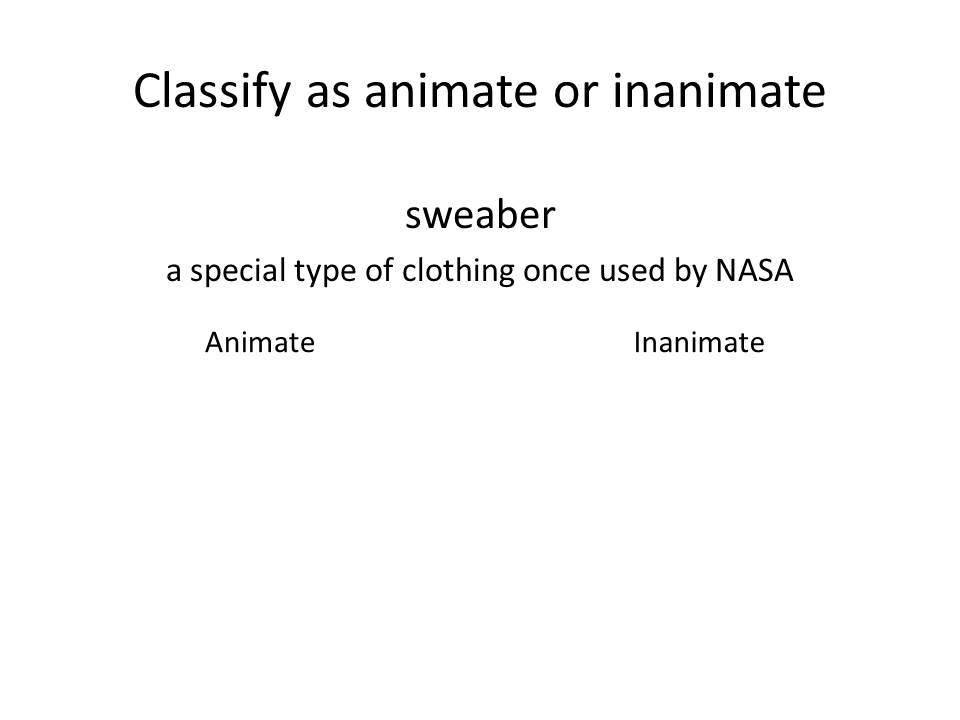 Classify as animate or inanimate
sweaber
a special type of clothing once used by NASA
Animate Inanimate